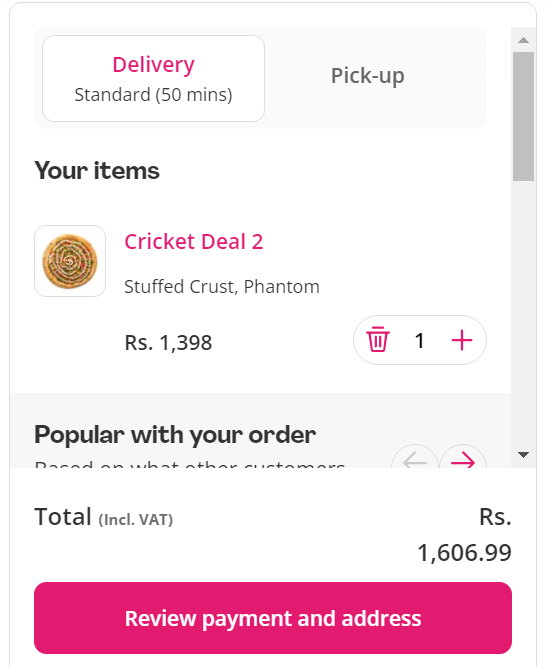 Delivery
Standard (50 mins)
Pick-up
Your items
Cricket Deal 2
Stuffed Crust, Phantom
Rs. 1,398
1
Popular with your order
Based on what other customers
Total (Incl. VAT)
Rs.
1,606.99
Review payment and address